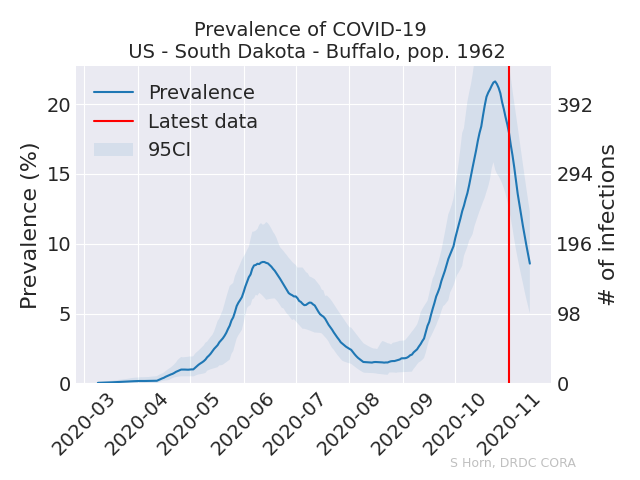 Prevalence of COVID-19
US - South Dakota - Buffalo, pop. 1962
Prevalence
Latest data
95CI
Prevalence (%)
20
15
10
5
0
392
294
196
98
0
# of infections
2020-03
2020-04
2020-05
2020-06
2020-07
2020-08
2020-09
2020-10
2020-11
S Horn, DRDC CORA